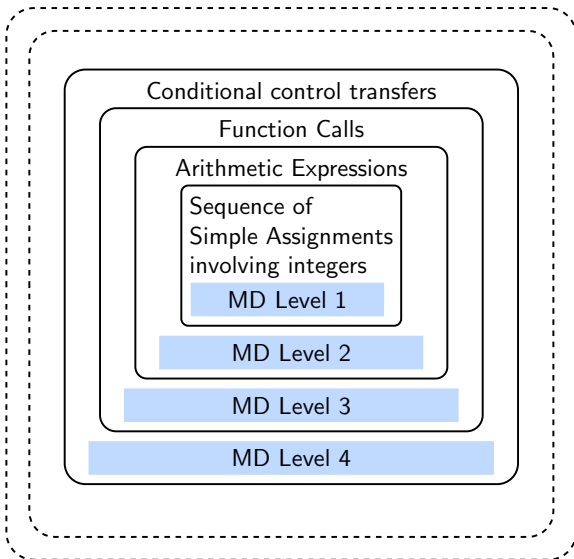 Conditional control transfers
Function Calls
Arithmetic Expressions
Sequence of
Simple Assignments
involving integers
MD Level 1
MD Level 2
MD Level 3
MD Level 4